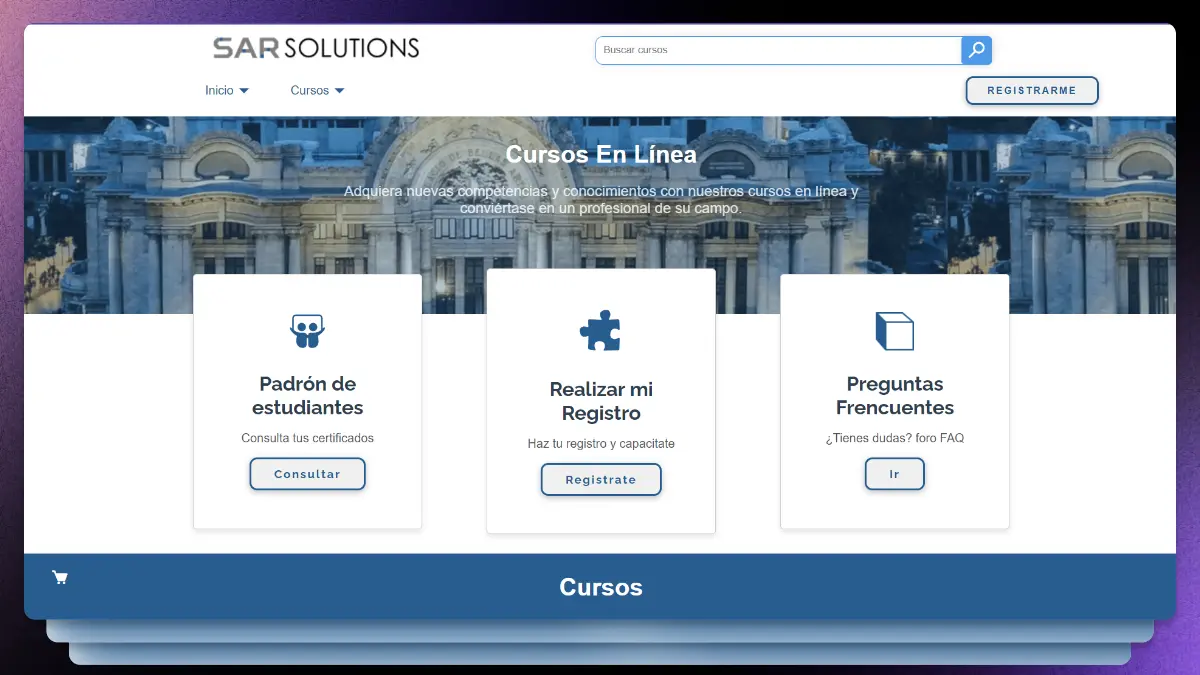 SAR SOLUTIONS
Buscar cursos
Inicio
Cursos
REGISTRARME
Cursos En Línea
Adquiera nuevas competencias y conocimientos con nuestros cursos en línea y
conviértase en un profesional de su campo.
Padrón de
estudiantes
Consulta tus certificados
Consultar
Realizar mi
Registro
Haz tu registro y capacitate
Registrate
Preguntas
Frencuentes
¿Tienes dudas? foro FAQ
Ir
Cursos